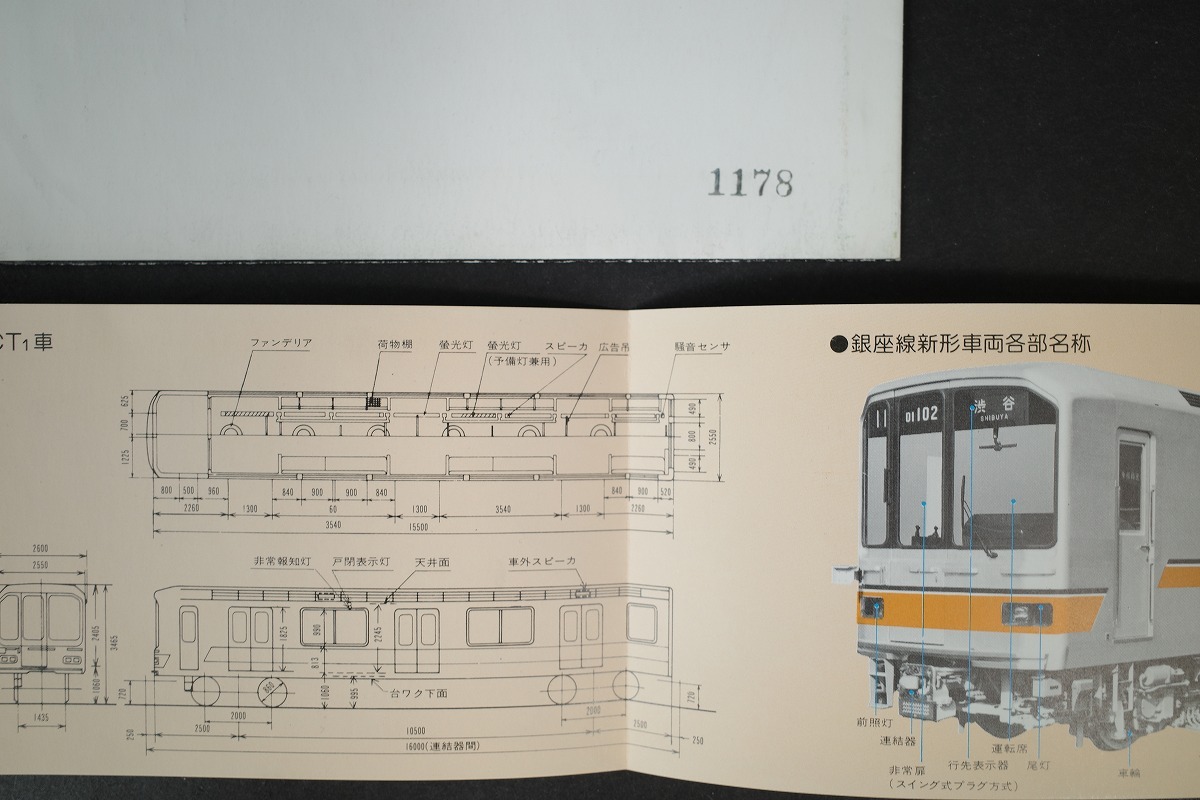 1178
CT1車
ファンデリア
荷物棚
螢光灯
螢光灯
(予備灯兼用)
スピーカ
広告吊
騒音センサ
625
700
1225
490
800
490
2550
800 500 960 840 900 900 840 840 900 520
2260 1300 60 1300 3540 1300 2260
3540
15500
2600
2550
2405
3465
1060
1435
非常報知灯
戸閉表示灯
天井面
車外スピーカ
1825
990
2245
813
1060
995
台ワク下面
720
860
720
2000
2000
250
2500
10500
2500
250
16000(連結器間)
●銀座線新形車両各部名称
11
01 102
渋谷
SHIBUYA
前照灯
連結器
非常扉
(スイング式プラグ方式)
行先表示器
運転席
尾灯
車輪